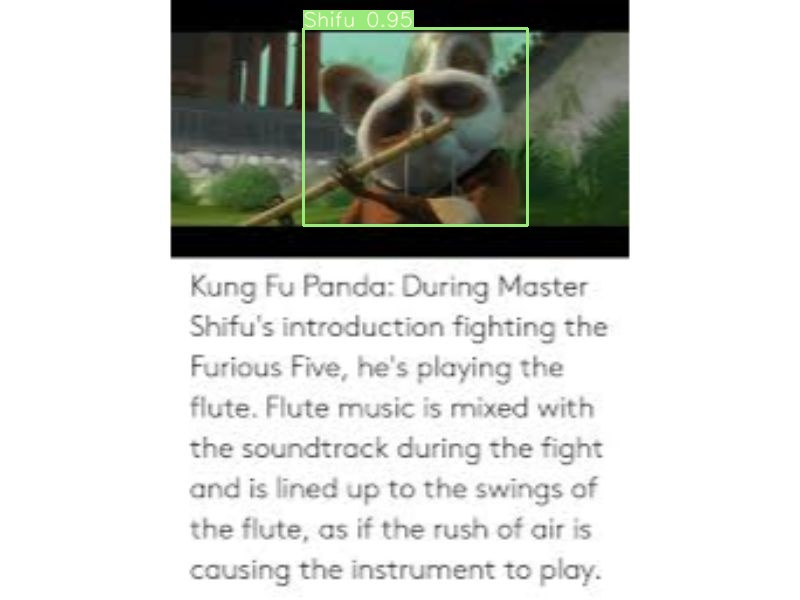 Shifu 0.95
Kung Fu Panda: During Master
Shifu's introduction fighting the
Furious Five, he's playing the
flute. Flute music is mixed with
the soundtrack during the fight
and is lined up to the swings of
the flute, as if the rush of air is
causing the instrument to play.